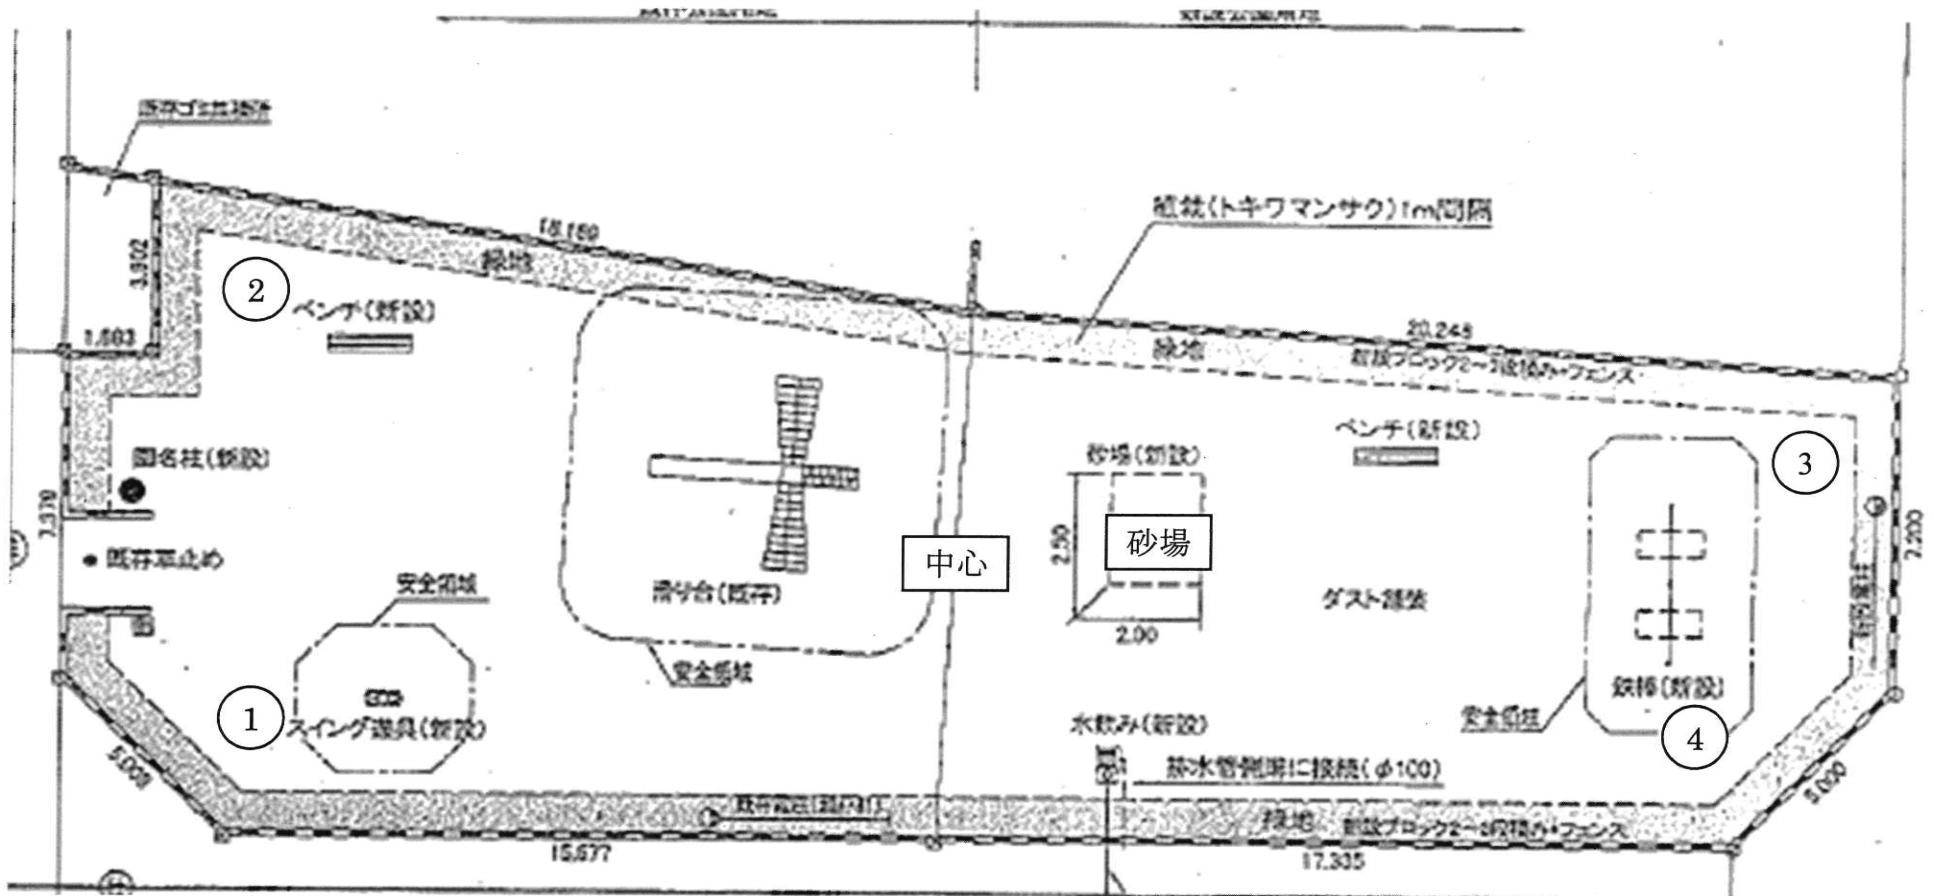 既存ゴミ置場所
植栽(トキワマンサク)1m間隔
18.169
緑地
3.902
②
ベンチ(新設)
20.248
緑地
新設ブロック2~3段積み+フェンス
1.693
園名柱(新設)
ベンチ(新設)
③
砂場(新設)
2.50
砂場
中心
7.200
既存車止め
安全領域
滑り台(既存)
ダスト舗装
2.00
安全領域
鉄棒(新設)
①
スイング遊具(新設)
水飲み(新設)
安全領域
④
排水管側溝に接続(φ100)
5.009
5.000
緑地
新設ブロック2~3段積み+フェンス
15.677
17.335